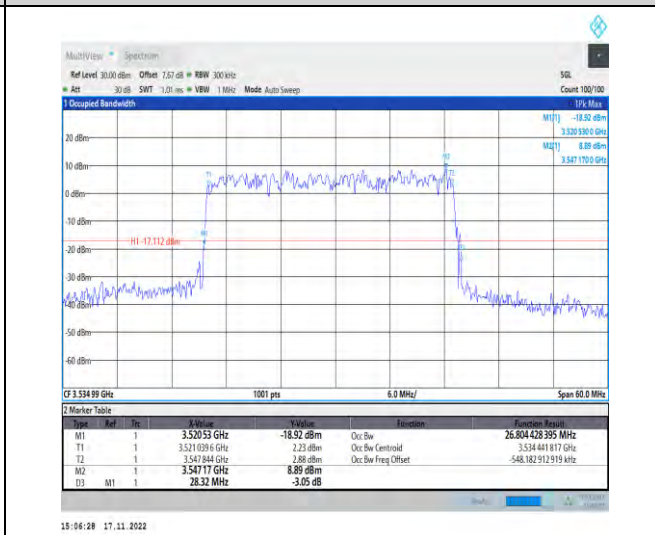 MultiView Spectrum
Ref Level 30.00 dBm Offset 7.57 dB RBW 300 kHz SGL
Att 30 dB SWT 1.01 ms VBW 1 MHz Mode Auto Sweep Count 100/100
1 Occupied Bandwidth 1Pk Max
M1[1] -18.92 dBm
3.520 530 0 GHz
M2[1] 8.89 dBm
3.547 170 0 GHz
20 dBm
M2
T1
T2
10 dBm
0 dBm
-10 dBm
H1 -17.112 dBm
-20 dBm
-30 dBm
-40 dBm
-50 dBm
-60 dBm
CF 3.534 99 GHz 1001 pts 6.0 MHz/ Span 60.0 MHz
2 Marker Table
Type Ref Trc X-Value Y-Value Function Function Result
M1 1 3.520 53 GHz -18.92 dBm Occ Bw 26.804 428 395 MHz
T1 1 3.521 039 6 GHz 2.23 dBm Occ Bw Centroid 3.534 441 817 GHz
T2 1 3.547 844 GHz 2.88 dBm Occ Bw Freq Offset -548.182 912 919 kHz
M2 1 3.547 17 GHz 8.89 dBm
D3 M1 1 28.32 MHz -3.05 dB
15:06:28 17.11.2022